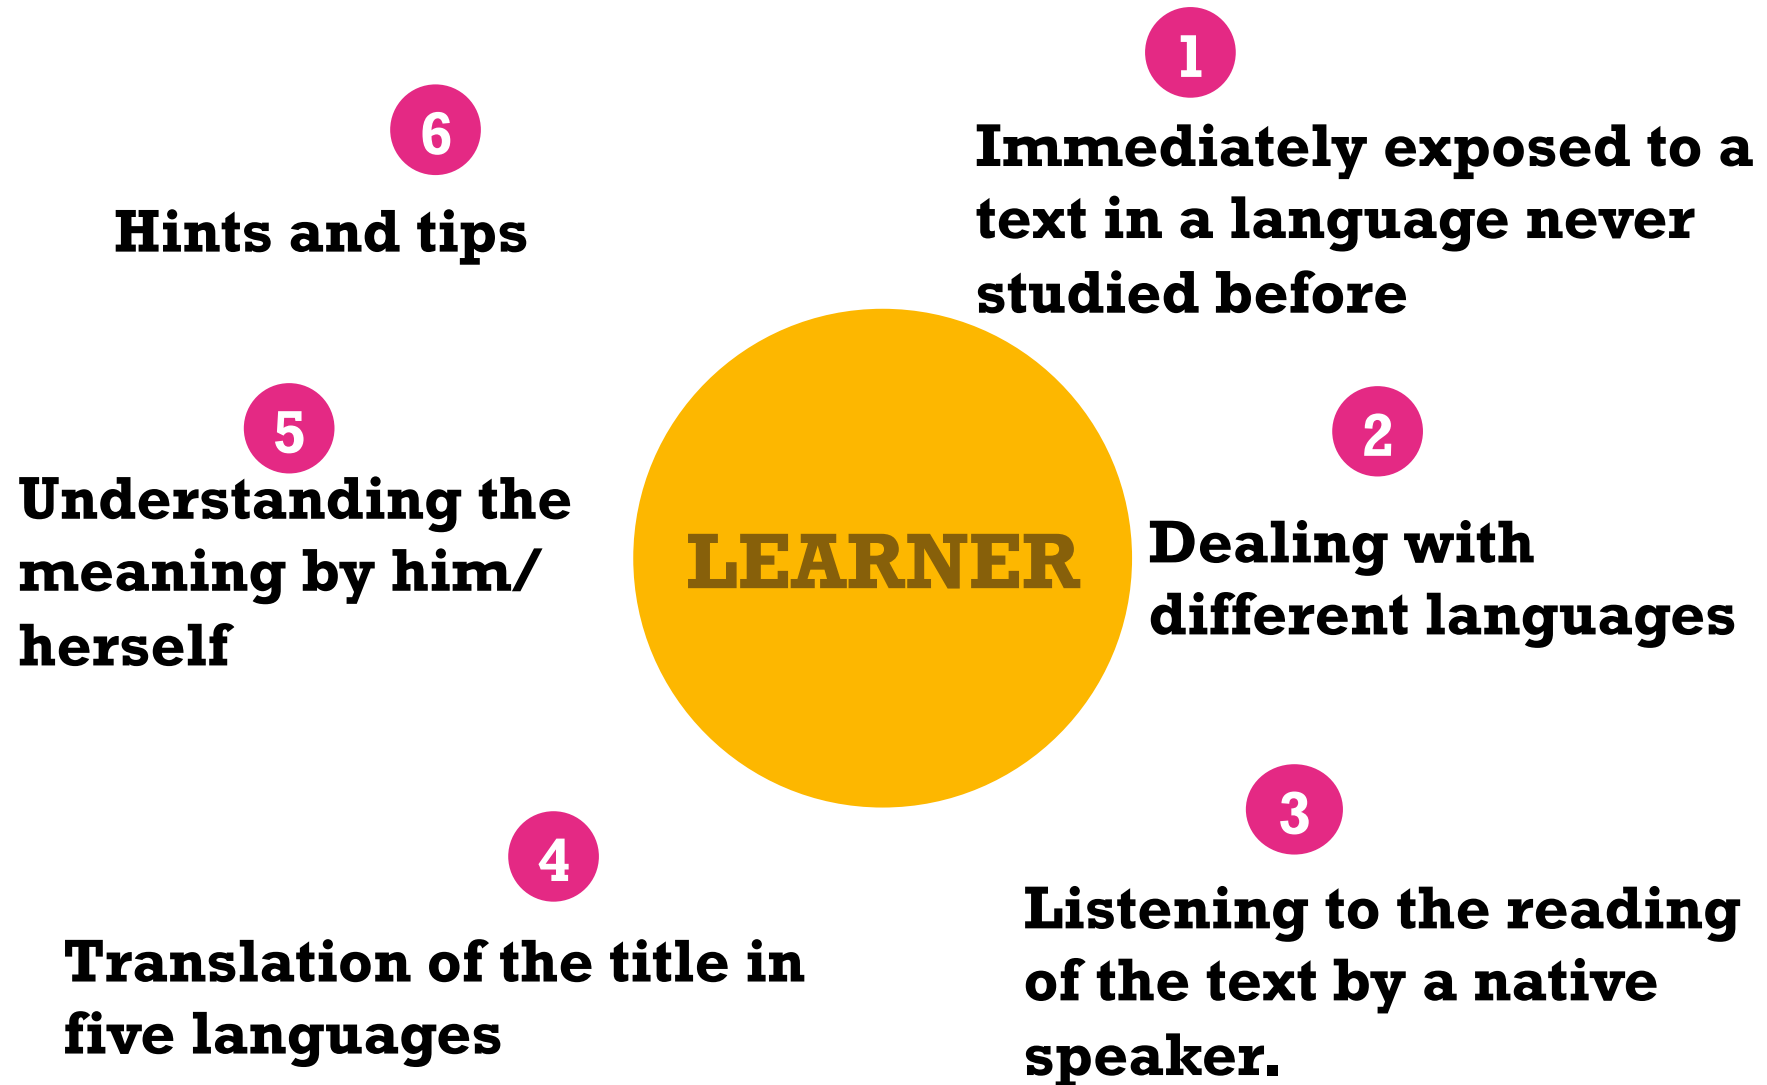 1
Immediately exposed to a
text in a language never
studied before
2
Dealing with
different languages
3
Listening to the reading
of the text by a native
speaker.
4
Translation of the title in
five languages
5
Understanding the
meaning by him/
herself
6
Hints and tips
LEARNER